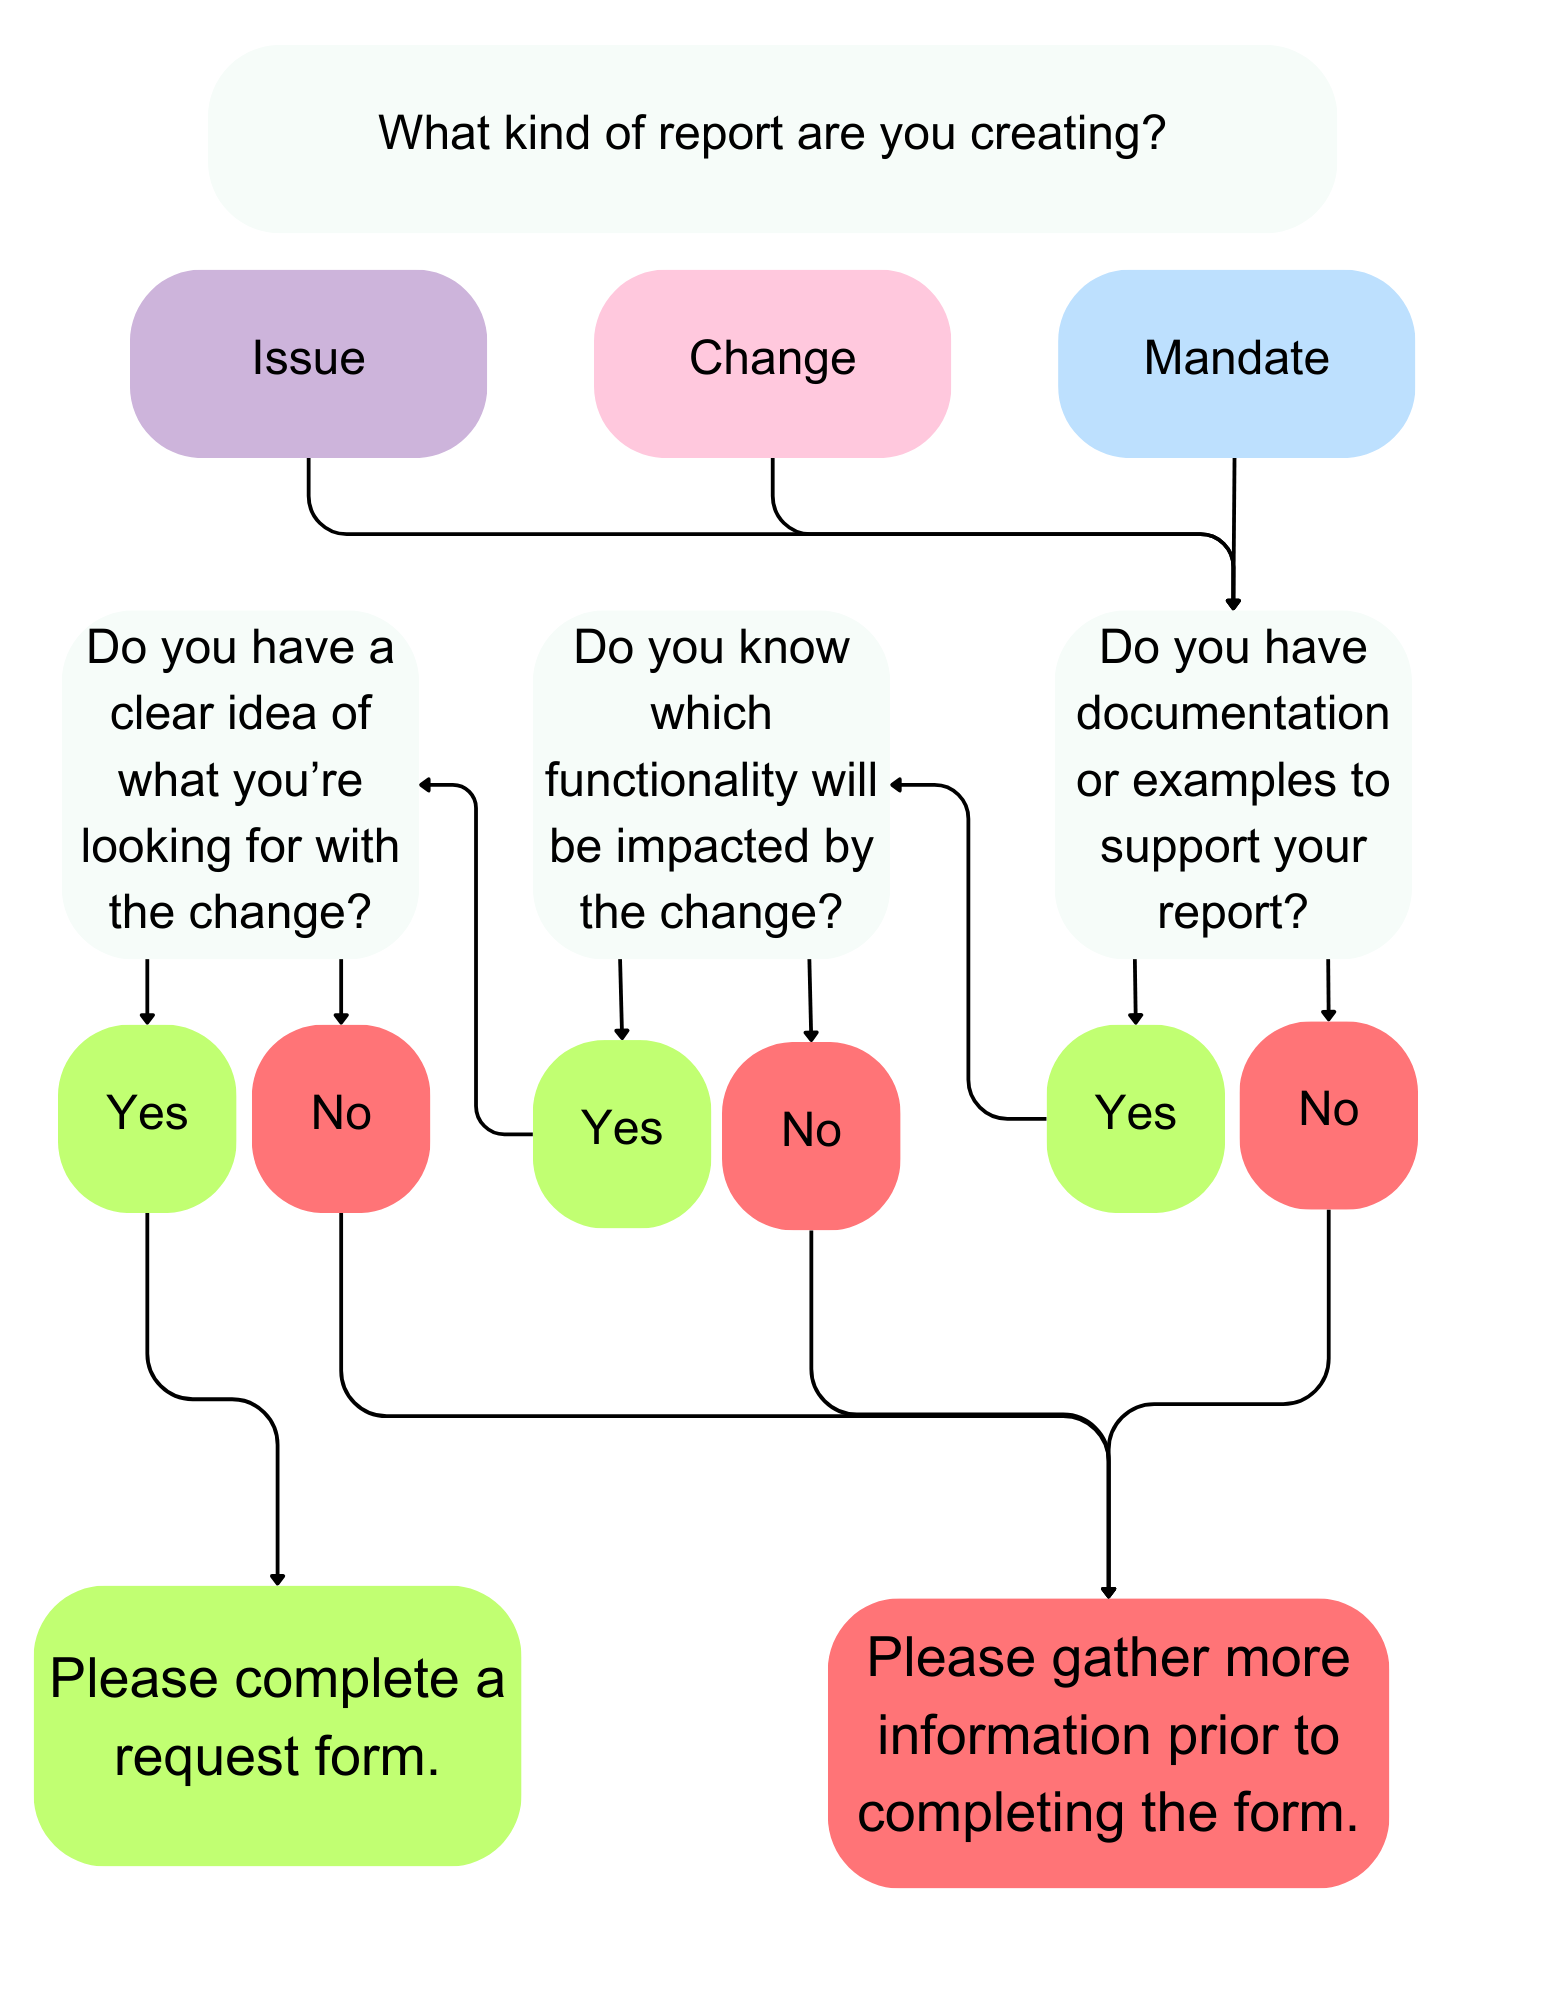 What kind of report are you creating?
Issue
Change
Mandate
Do you have a
clear idea of
what you’re
looking for with
the change?
Do you know
which
functionality will
be impacted by
the change?
Do you have
documentation
or examples to
support your
report?
Yes
No
Yes
No
Yes
No
Please complete a
request form.
Please gather more
information prior to
completing the form.